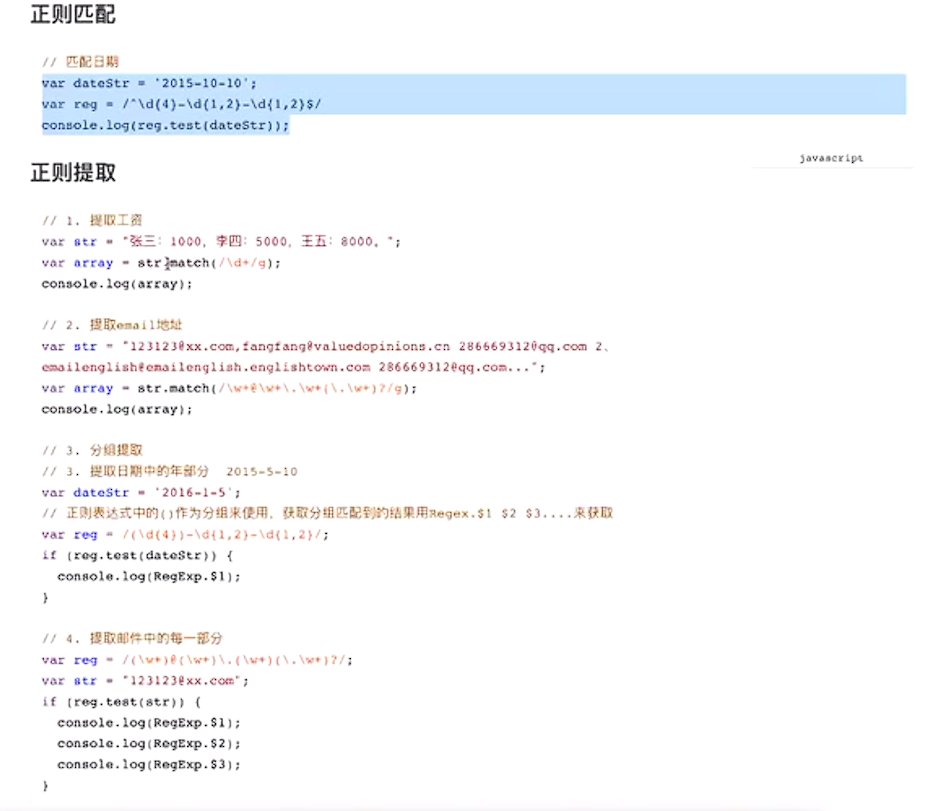 正则匹配
// 匹配日期
var dateStr = '2015-10-10';
var reg = /^\d{4}-\d{1,2}-\d{1,2}$/
console.log(reg.test(dateStr));
javascript
正则提取
// 1. 提取工资
var str = "张三：1000，李四：5000，王五：8000。";
var array = str.match(/\d+/g);
console.log(array);
// 2. 提取email地址
var str = "123123@xx.com,fangfang@valuedopinions.cn 286669312@qq.com 2、
emailenglish@emailenglish.englishtown.com 286669312@qq.com...";
var array = str.match(/\w+@\w+\.\w+(\.\w+)?/g);
console.log(array);
// 3. 分组提取
// 3. 提取日期中的年部分 2015-5-10
var dateStr = '2016-1-5';
// 正则表达式中的()作为分组来使用，获取分组匹配到的结果用Regex.$1 $2 $3....来获取
var reg = /(\d{4})-\d{1,2}-\d{1,2}/;
if (reg.test(dateStr)) {
console.log(RegExp.$1);
}
// 4. 提取邮件中的每一部分
var reg = /(\w+)@(\w+)\.(\w+)(\.\w+)?/;
var str = "123123@xx.com";
if (reg.test(str)) {
console.log(RegExp.$1);
console.log(RegExp.$2);
console.log(RegExp.$3);
}